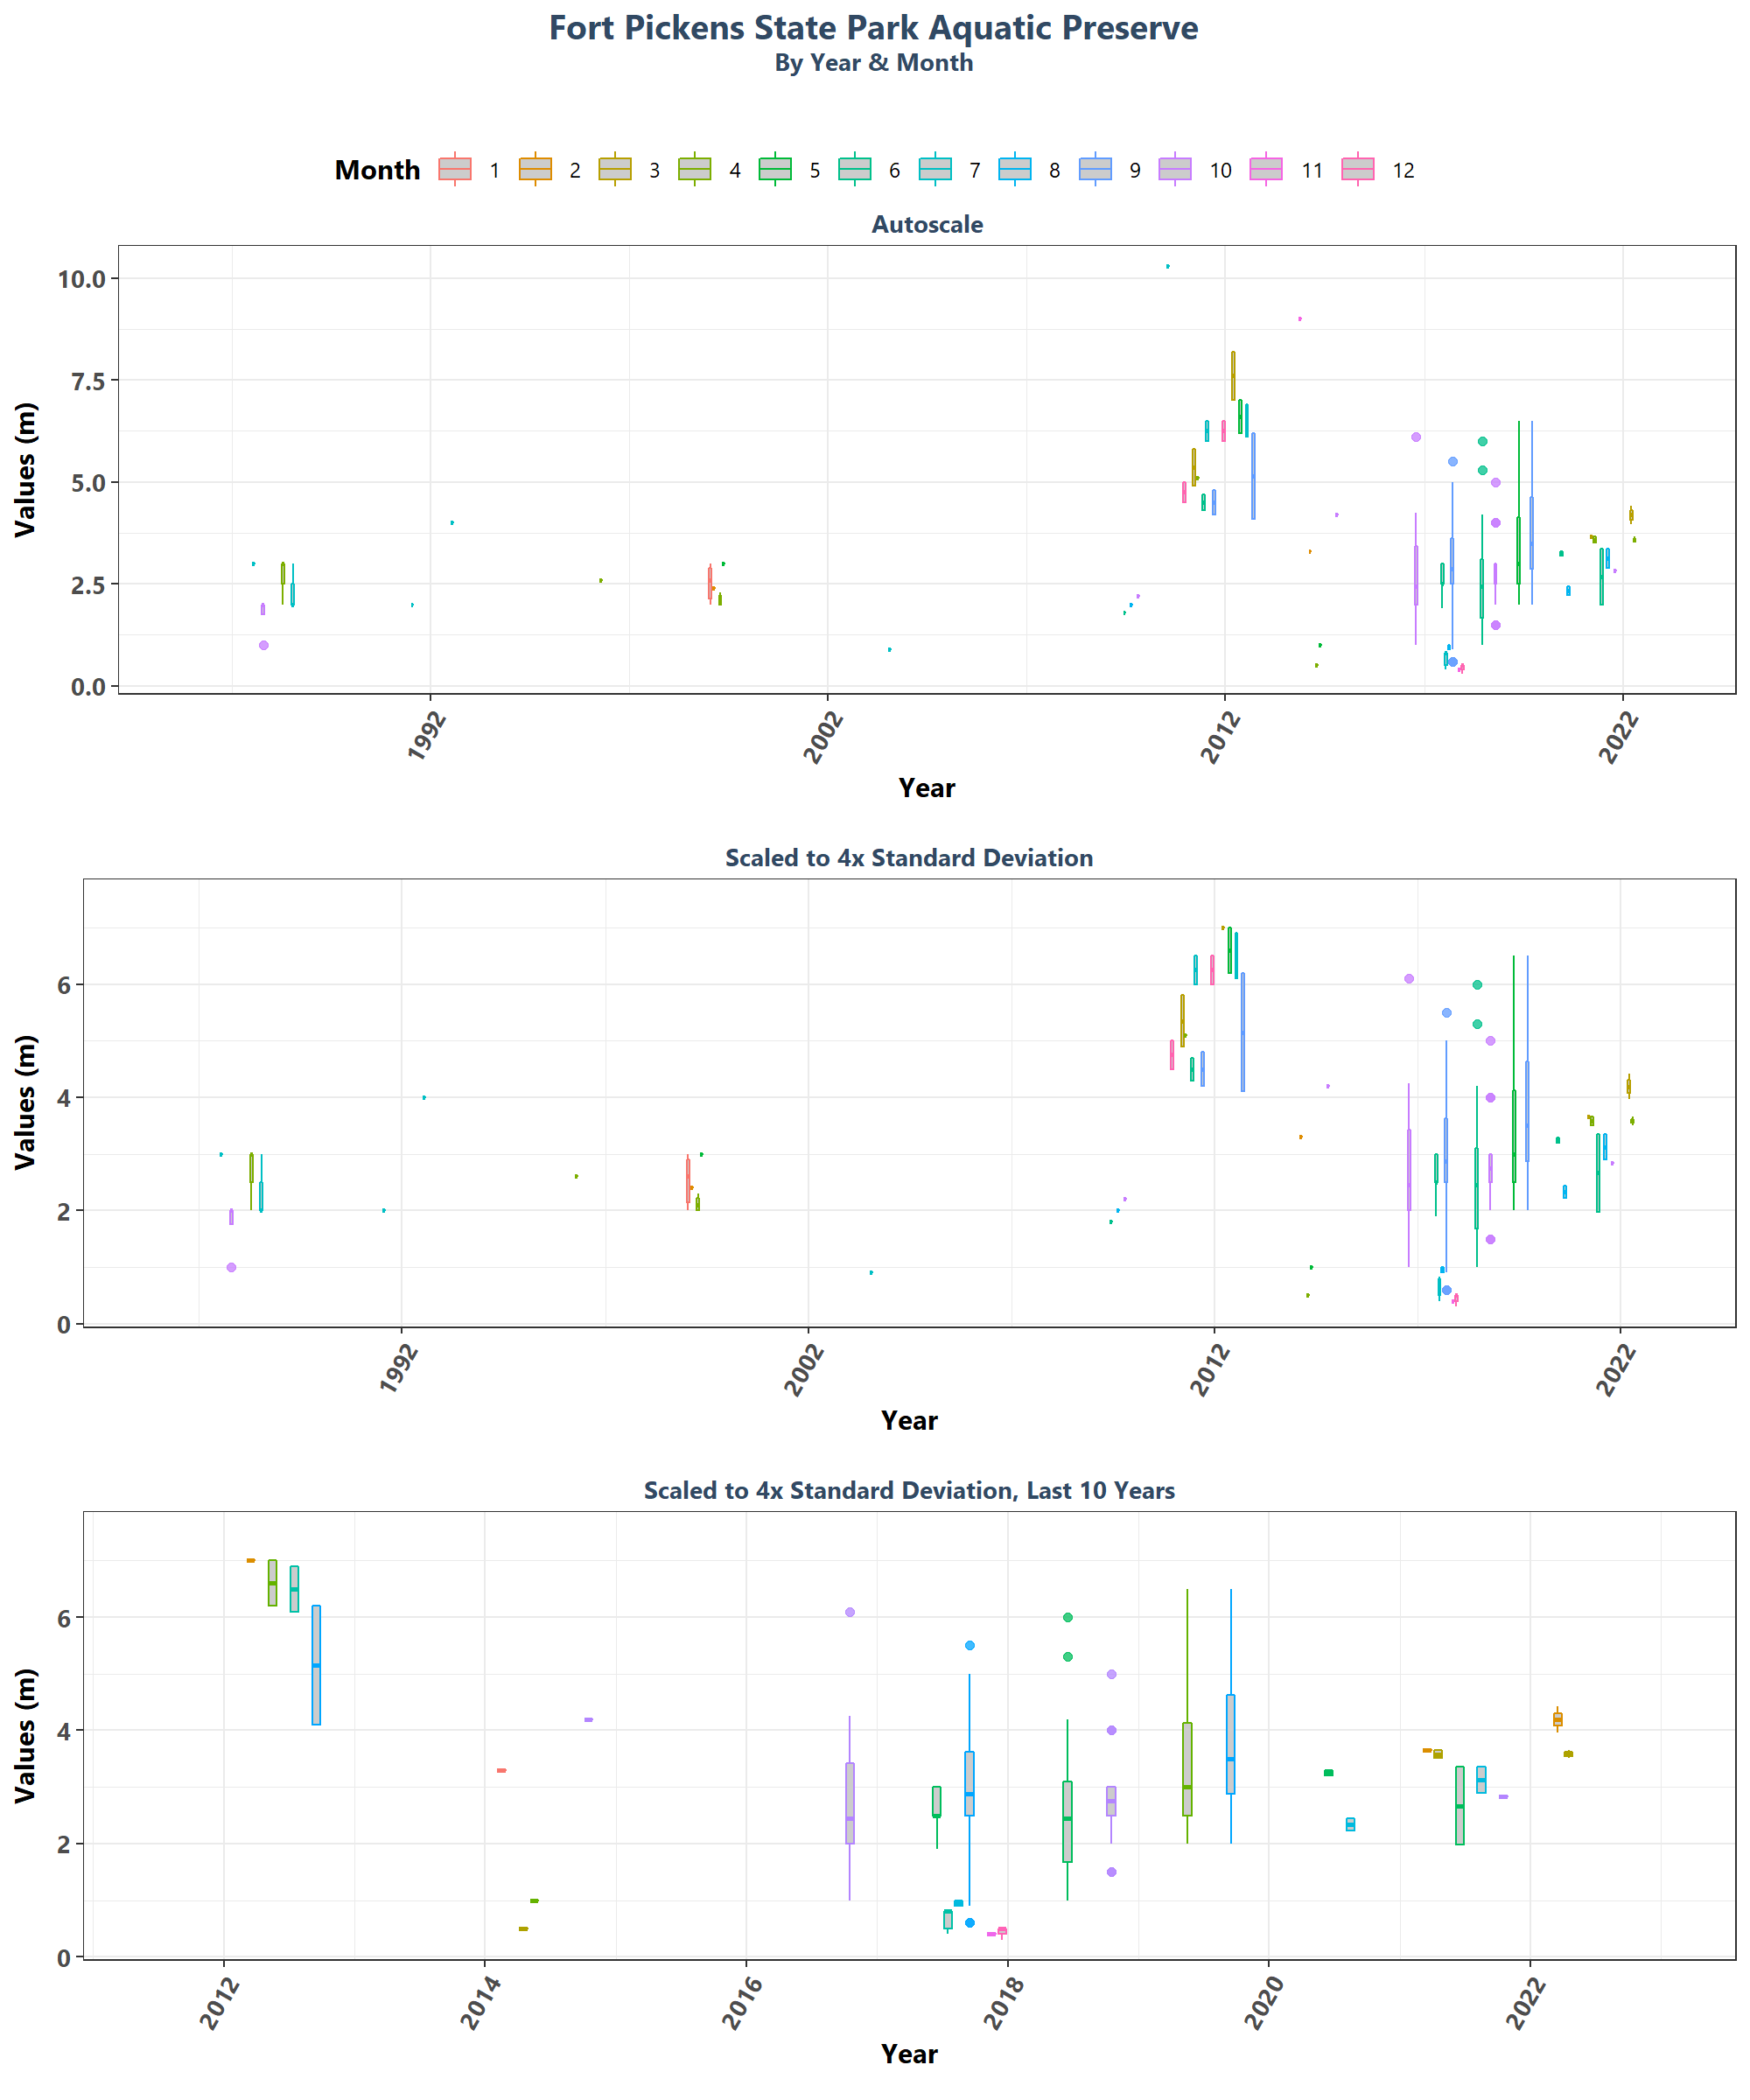 Fort Pickens State Park Aquatic Preserve
By Year & Month
Month 1 2 3 4 5 6 7 8 9 10 11 12
Autoscale
10.0
7.5
5.0
2.5
0.0
Values (m)
1992 2002 2012 2022
Year
Scaled to 4x Standard Deviation
6
4
2
0
Values (m)
1992 2002 2012 2022
Year
Scaled to 4x Standard Deviation, Last 10 Years
6
4
2
0
Values (m)
2012 2014 2016 2018 2020 2022
Year